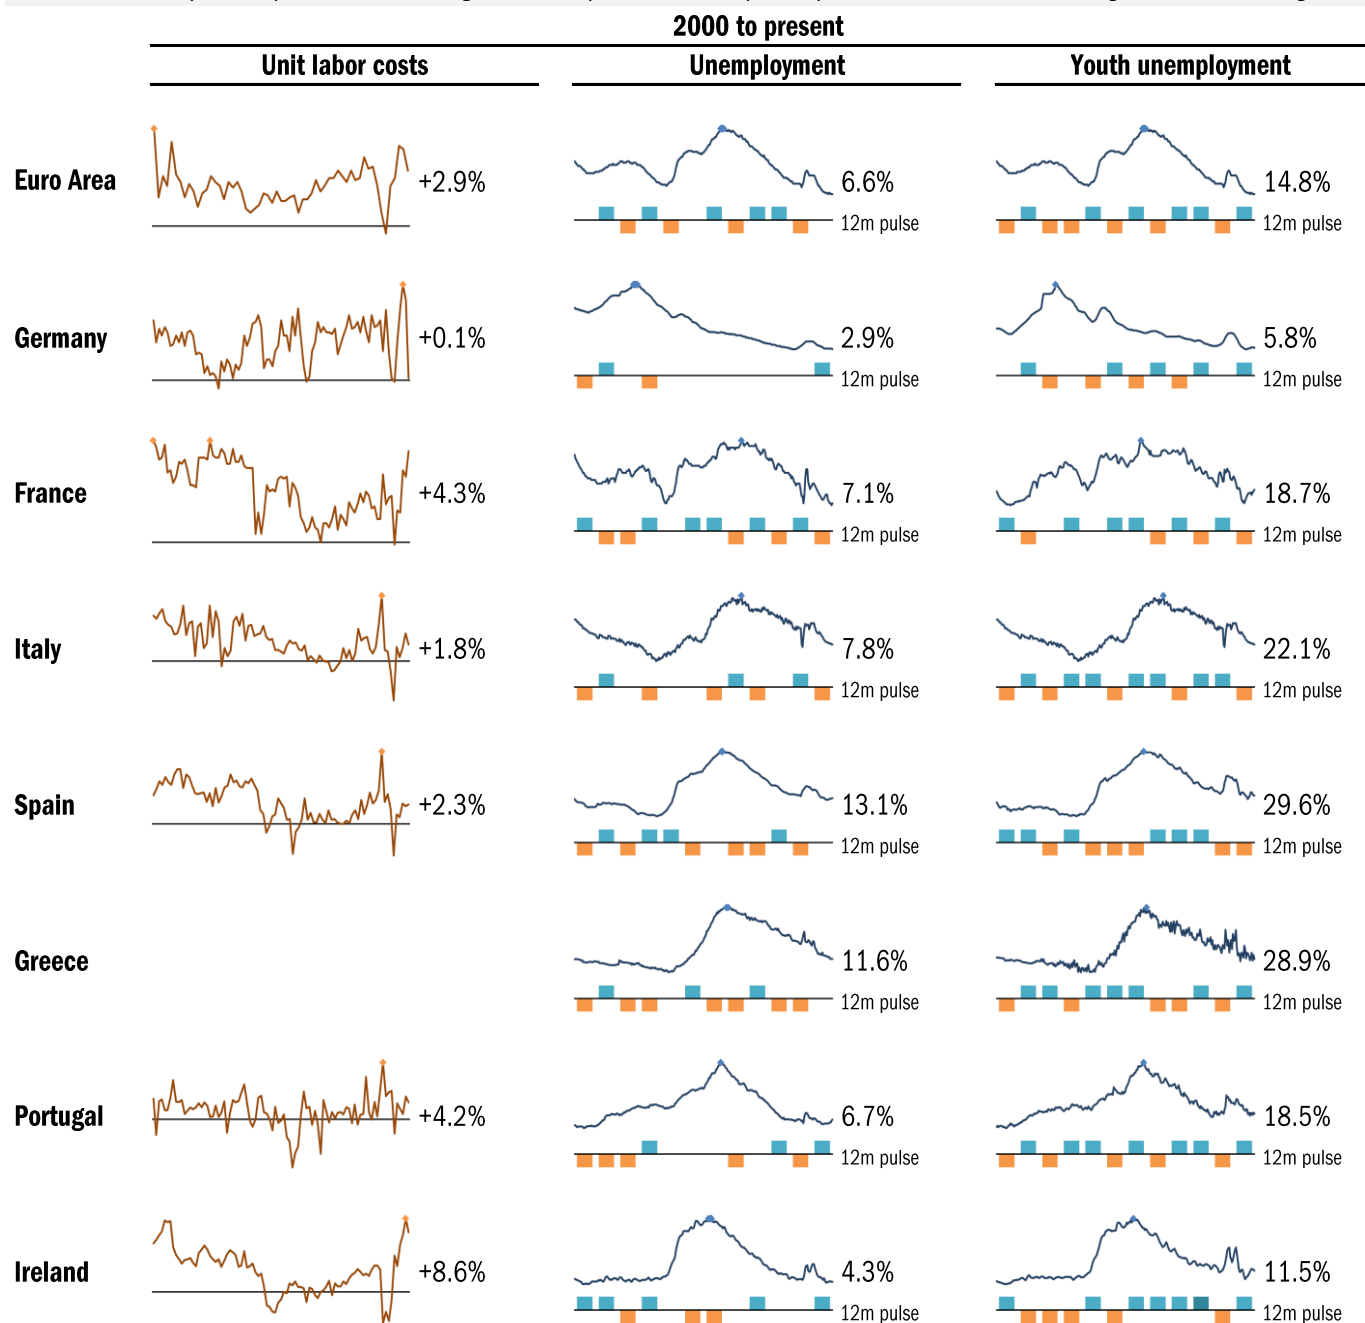 2000 to present
Unit labor costs Unemployment Youth unemployment
Euro Area +2.9% 6.6% 14.8%
12m pulse 12m pulse
Germany +0.1% 2.9% 5.8%
12m pulse 12m pulse
France +4.3% 7.1% 18.7%
12m pulse 12m pulse
Italy +1.8% 7.8% 22.1%
12m pulse 12m pulse
Spain +2.3% 13.1% 29.6%
12m pulse 12m pulse
Greece 11.6% 28.9%
12m pulse 12m pulse
Portugal +4.2% 6.7% 18.5%
12m pulse 12m pulse
Ireland +8.6% 4.3% 11.5%
12m pulse 12m pulse